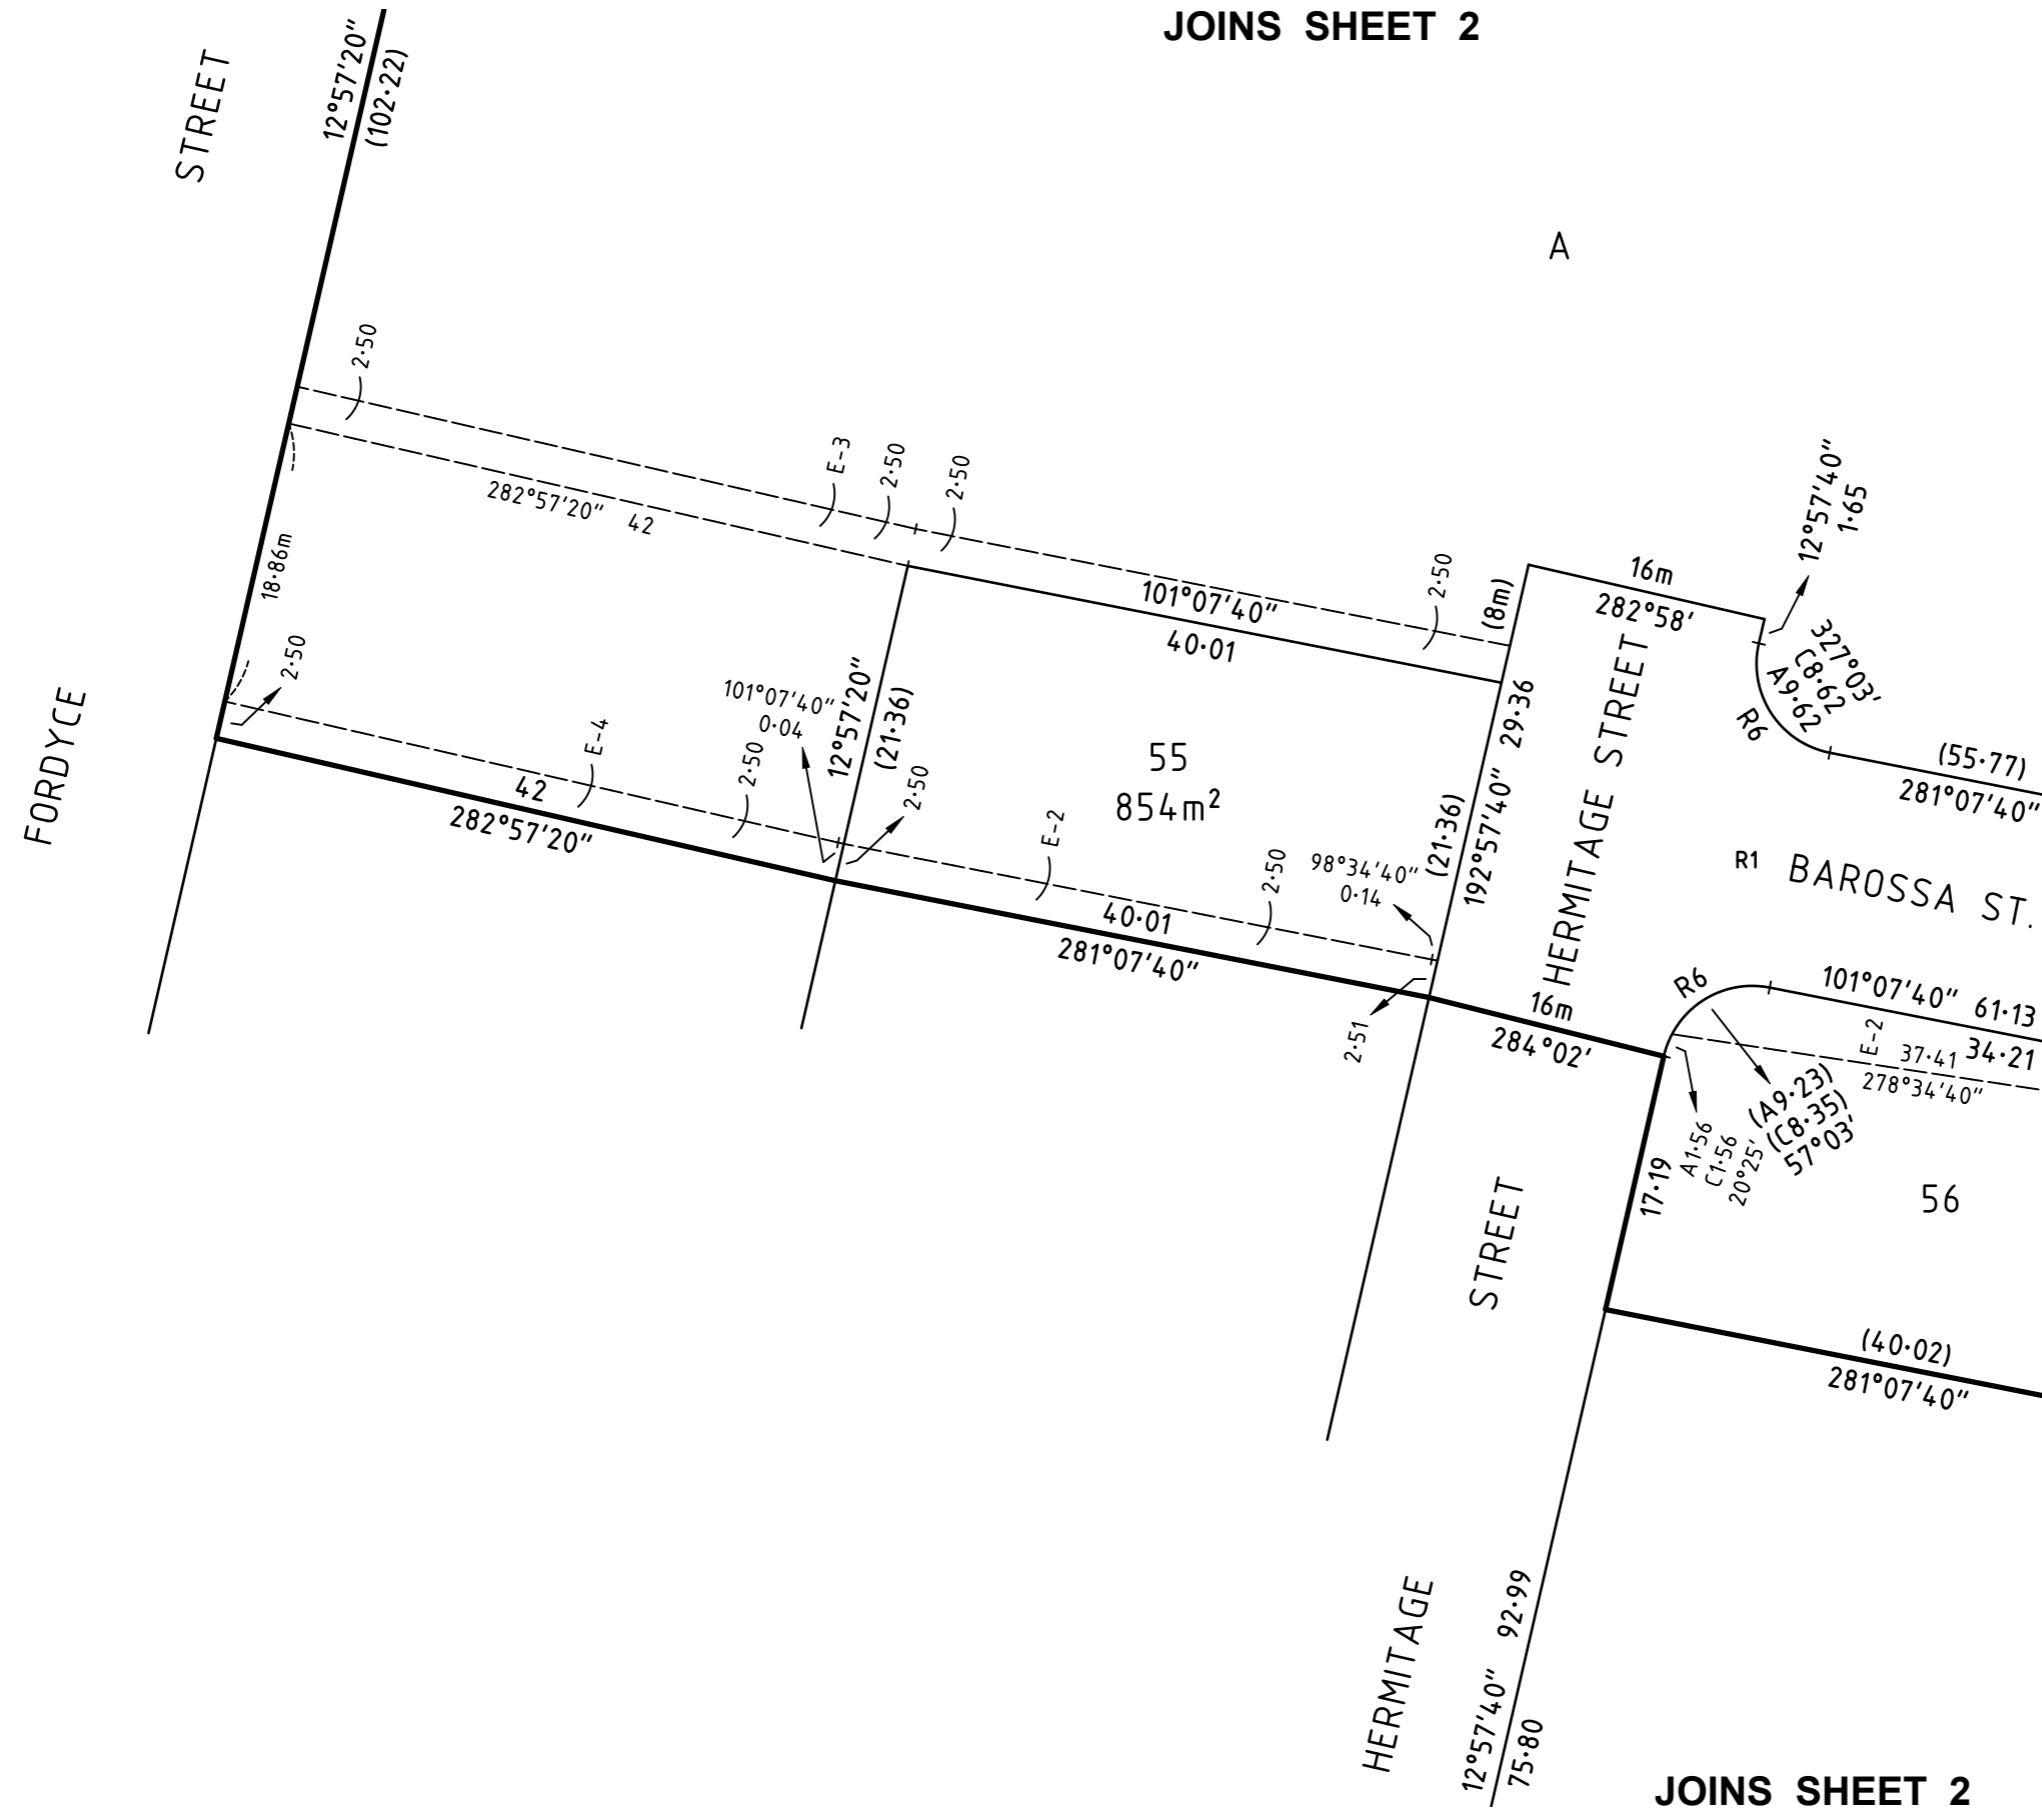 JOINS SHEET 2
STREET
12°57'20"
(102·22)
A
2·50
E-3
2·50
2·50
282°57'20" 42
18·86m
2·50
101°07'40"
40·01
2·50
(8m)
16m
282°58'
12°57'40"
1·65
327°03'
C8·62
A9·62
R6
(55·77)
281°07'40"
FORDYCE
E-4
2·50
42
282°57'20"
101°07'40"
0·04
12°57'20"
(21·36)
2·50
55
854m²
E-2
2·50
98°34'40"
0·14
(21·36)
192°57'40" 29·36
HERMITAGE STREET
R1 BAROSSA ST.
40·01
281°07'40"
2·51
16m
284°02'
R6
101°07'40" 61·13
34·21
E-2 37·41
278°34'40"
(A9·23)
(C8·35)
57°03'
A1·56
C1·56
20°25'
17·19
56
STREET
(40·02)
281°07'40"
HERMITAGE
12°57'40" 92·99
75·80
JOINS SHEET 2